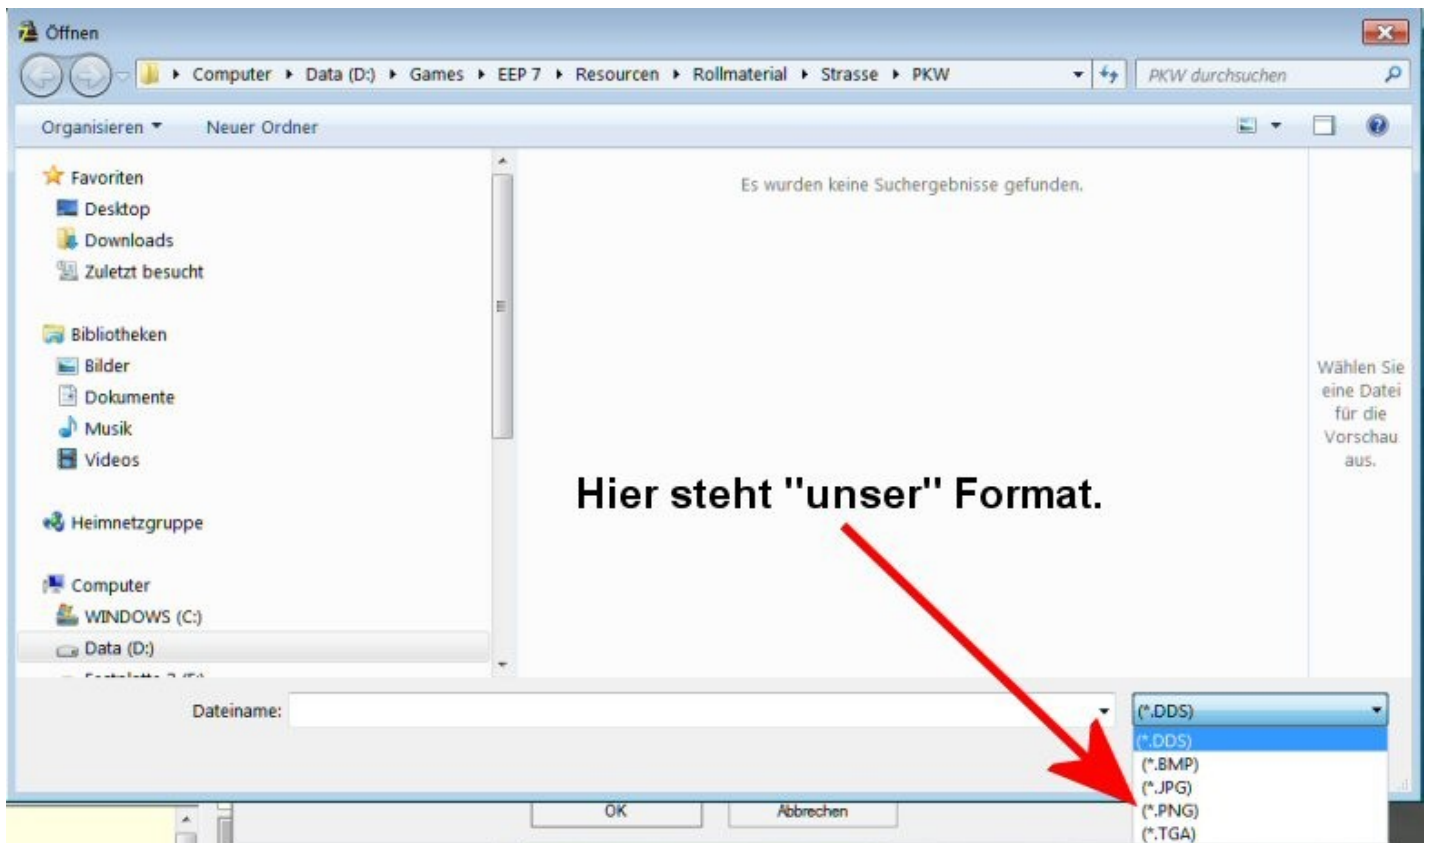 Öffnen
Computer Data (D:) Games EEP 7 Resourcen Rollmaterial Strasse PKW
PKW durchsuchen
Organisieren
Neuer Ordner
Favoriten
Desktop
Downloads
Zuletzt besucht
Bibliotheken
Bilder
Dokumente
Musik
Videos
Heimnetzgruppe
Computer
WINDOWS (C:)
Data (D:)
Es wurden keine Suchergebnisse gefunden.
Wählen Sie
eine Datei
für die
Vorschau
aus.
Hier steht "unser" Format.
Dateiname:
(*.DDS)
(*.DDS)
(*.BMP)
(*.JPG)
(*.PNG)
(*.TGA)
OK
Abbrechen